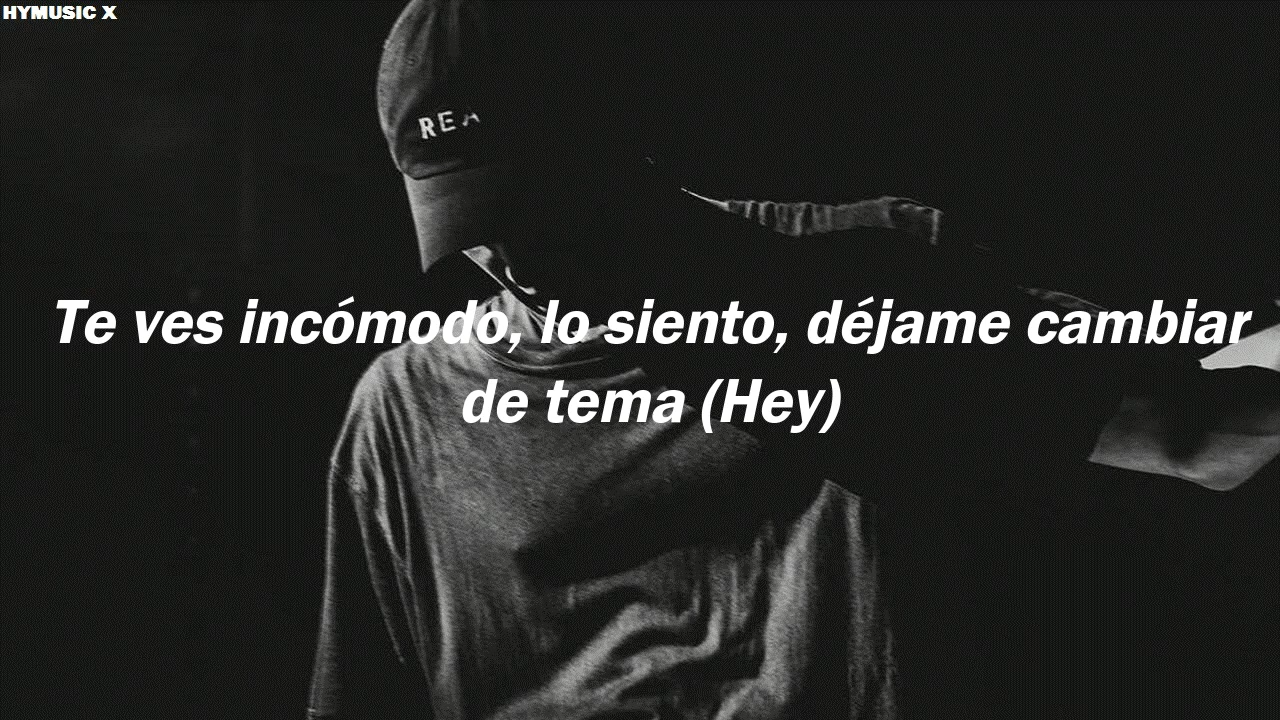 HYMUSIC X
REA
Te ves incómodo, lo siento, déjame cambiar
de tema (Hey)